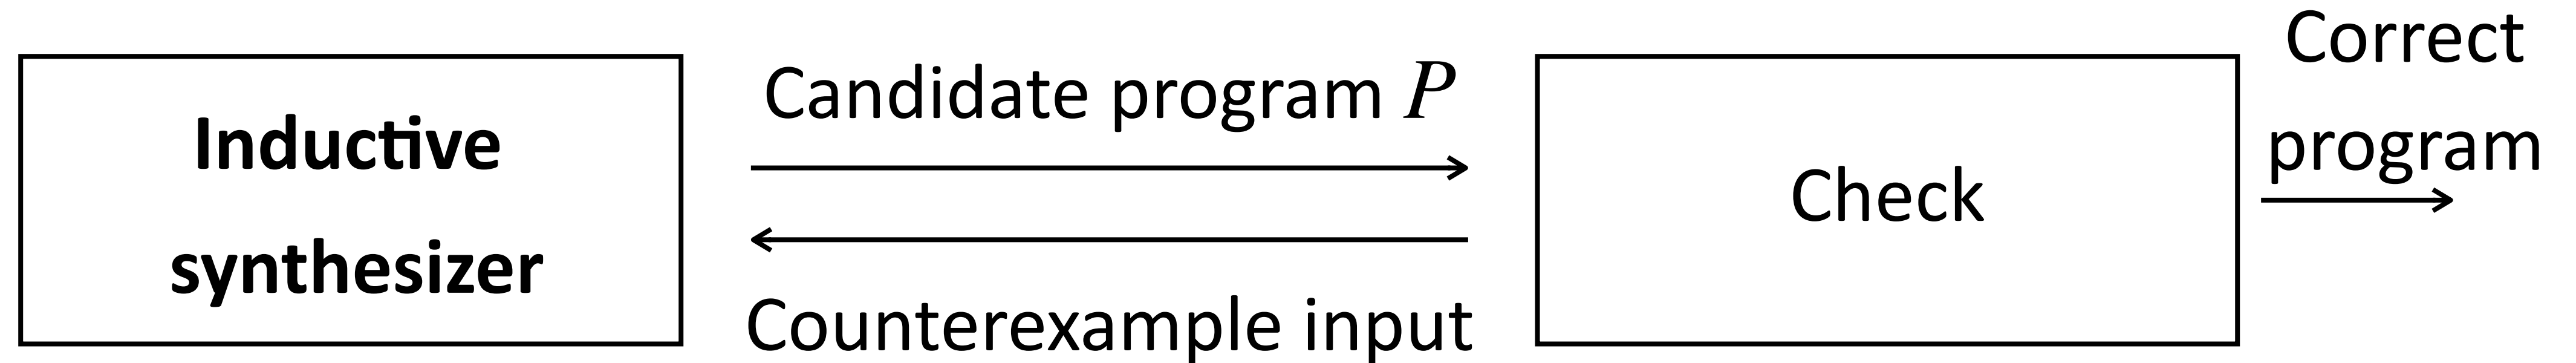 Inductive
synthesizer
Candidate program P
Counterexample input
Check
Correct
program